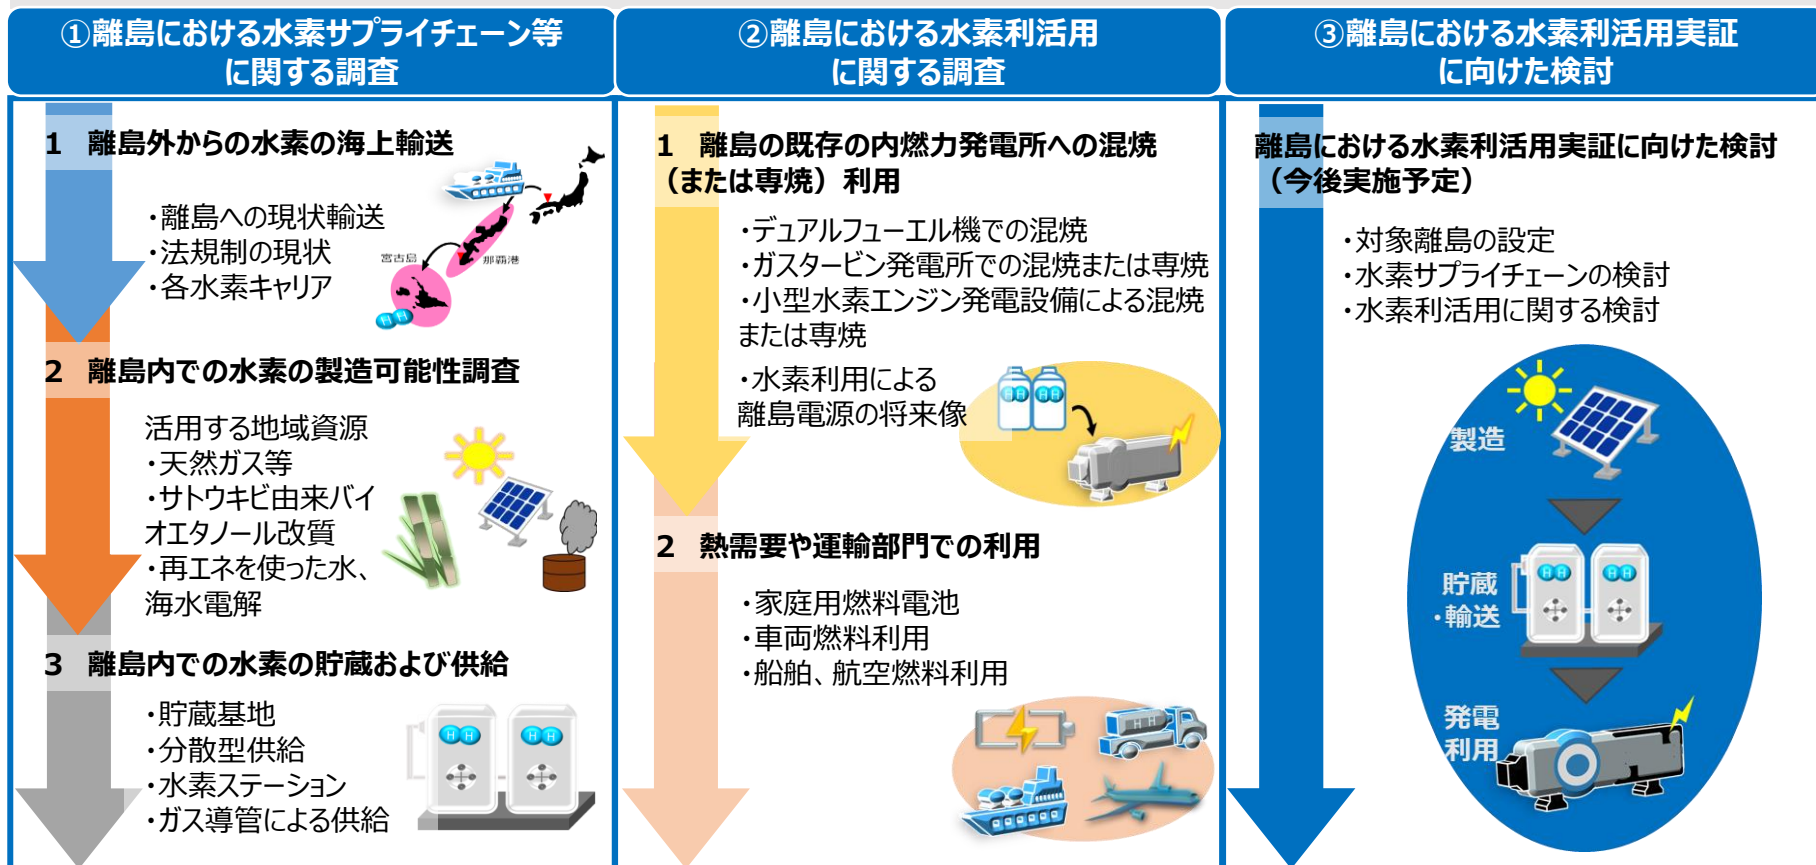 ①離島における水素サプライチェーン等
に関する調査
1 離島外からの水素の海上輸送
・離島への現状輸送
・法規制の現状
・各水素キャリア
宮古島
那覇港
H H
2 離島内での水素の製造可能性調査
活用する地域資源
・天然ガス等
・サトウキビ由来バイ
オエタノール改質
・再エネを使った水、
海水電解
3 離島内での水素の貯蔵および供給
・貯蔵基地
・分散型供給
・水素ステーション
・ガス導管による供給
H H
H H
②離島における水素利活用
に関する調査
1 離島の既存の内燃力発電所への混焼
（または専焼）利用
・デュアルフューエル機での混焼
・ガスタービン発電所での混焼または専焼
・小型水素エンジン発電設備による混焼
または専焼
・水素利用による
離島電源の将来像
H H
H H
2 熱需要や運輸部門での利用
・家庭用燃料電池
・車両燃料利用
・船舶、航空燃料利用
H H
③離島における水素利活用実証
に向けた検討
離島における水素利活用実証に向けた検討
（今後実施予定）
・対象離島の設定
・水素サプライチェーンの検討
・水素利活用に関する検討
製造
貯蔵
・輸送
H H
H H
発電
利用